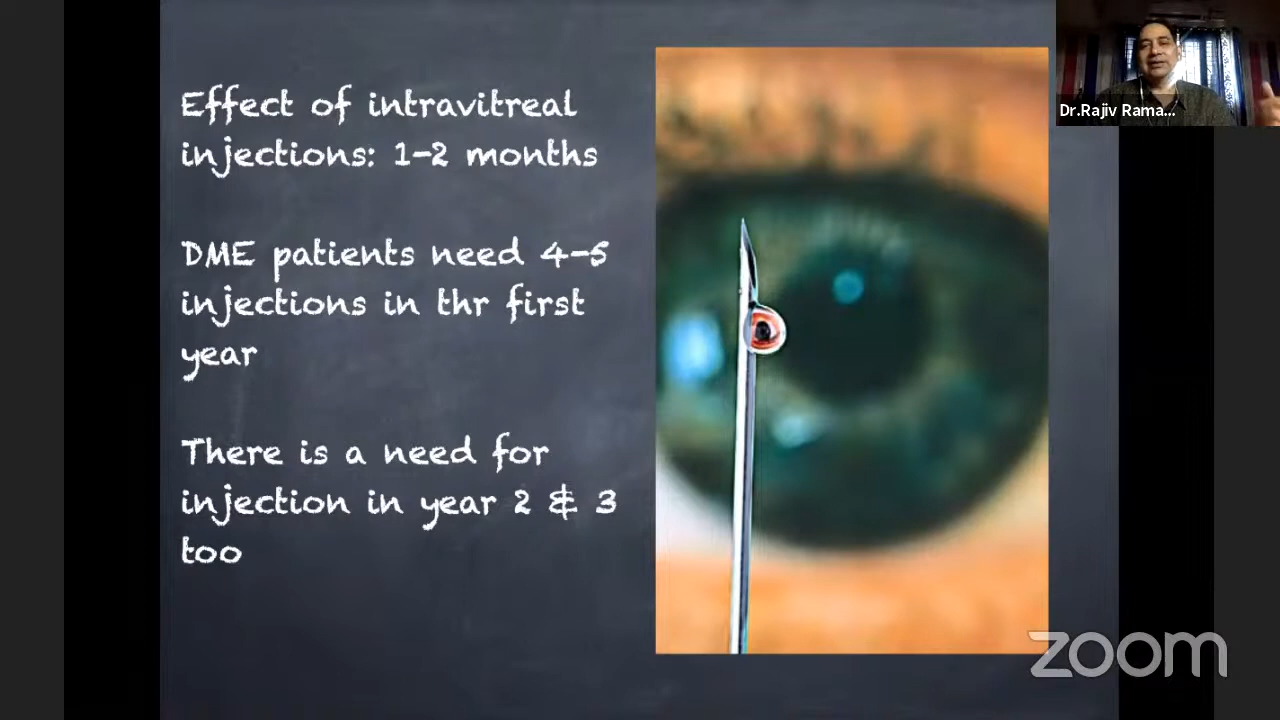 Effect of intravitreal
injections: 1-2 months
DME patients need 4-5
injections in thr first
year
There is a need for
injection in year 2 & 3
too
Dr.Rajiv Rama...
zoom